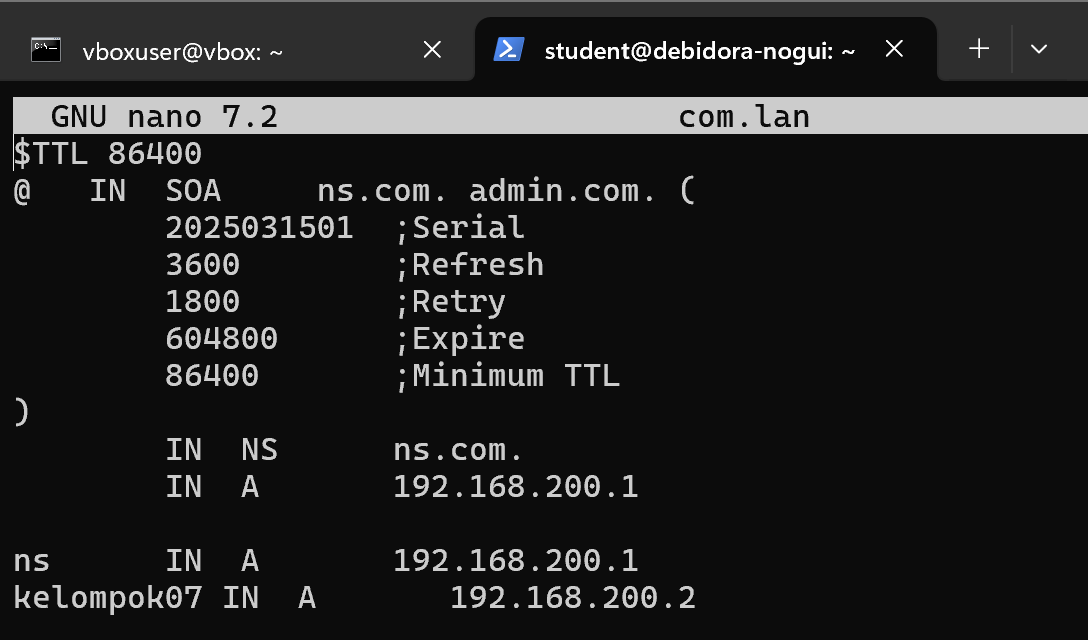 vboxuser@vbox: ~
student@debidora-nogui: ~
GNU nano 7.2 com.lan
$TTL 86400
@ IN SOA ns.com. admin.com. (
2025031501 ;Serial
3600 ;Refresh
1800 ;Retry
604800 ;Expire
86400 ;Minimum TTL
)
IN NS ns.com.
IN A 192.168.200.1
ns IN A 192.168.200.1
kelompok07 IN A 192.168.200.2